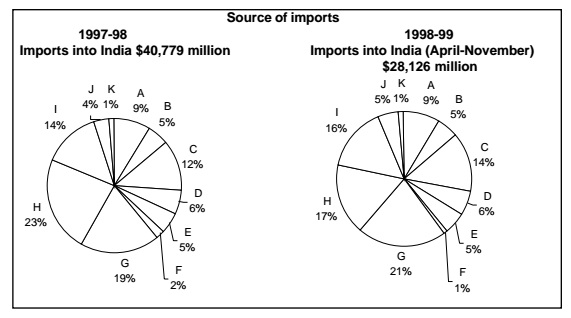 Source of imports
1997-98
Imports into India $40,779 million
J
4%
K
1%
A
9%
B
5%
C
12%
D
6%
E
5%
F
2%
G
19%
H
23%
I
14%
1998-99
Imports into India (April-November)
$28,126 million
J
5%
K
1%
A
9%
B
5%
C
14%
D
6%
E
5%
F
1%
G
21%
H
17%
I
16%